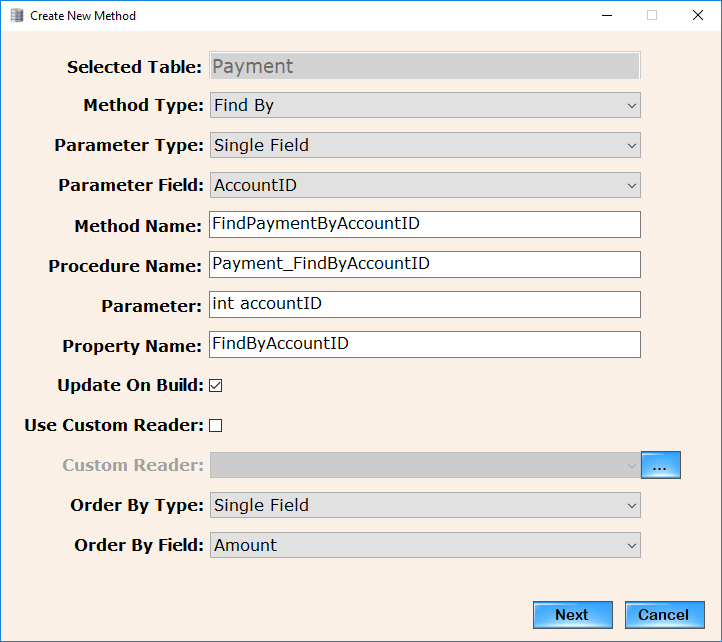 Create New Method
Selected Table: Payment
Method Type: Find By
Parameter Type: Single Field
Parameter Field: AccountID
Method Name: FindPaymentByAccountID
Procedure Name: Payment_FindByAccountID
Parameter: int accountID
Property Name: FindByAccountID
Update On Build:
Use Custom Reader:
Custom Reader: ...
Order By Type: Single Field
Order By Field: Amount
Next Cancel